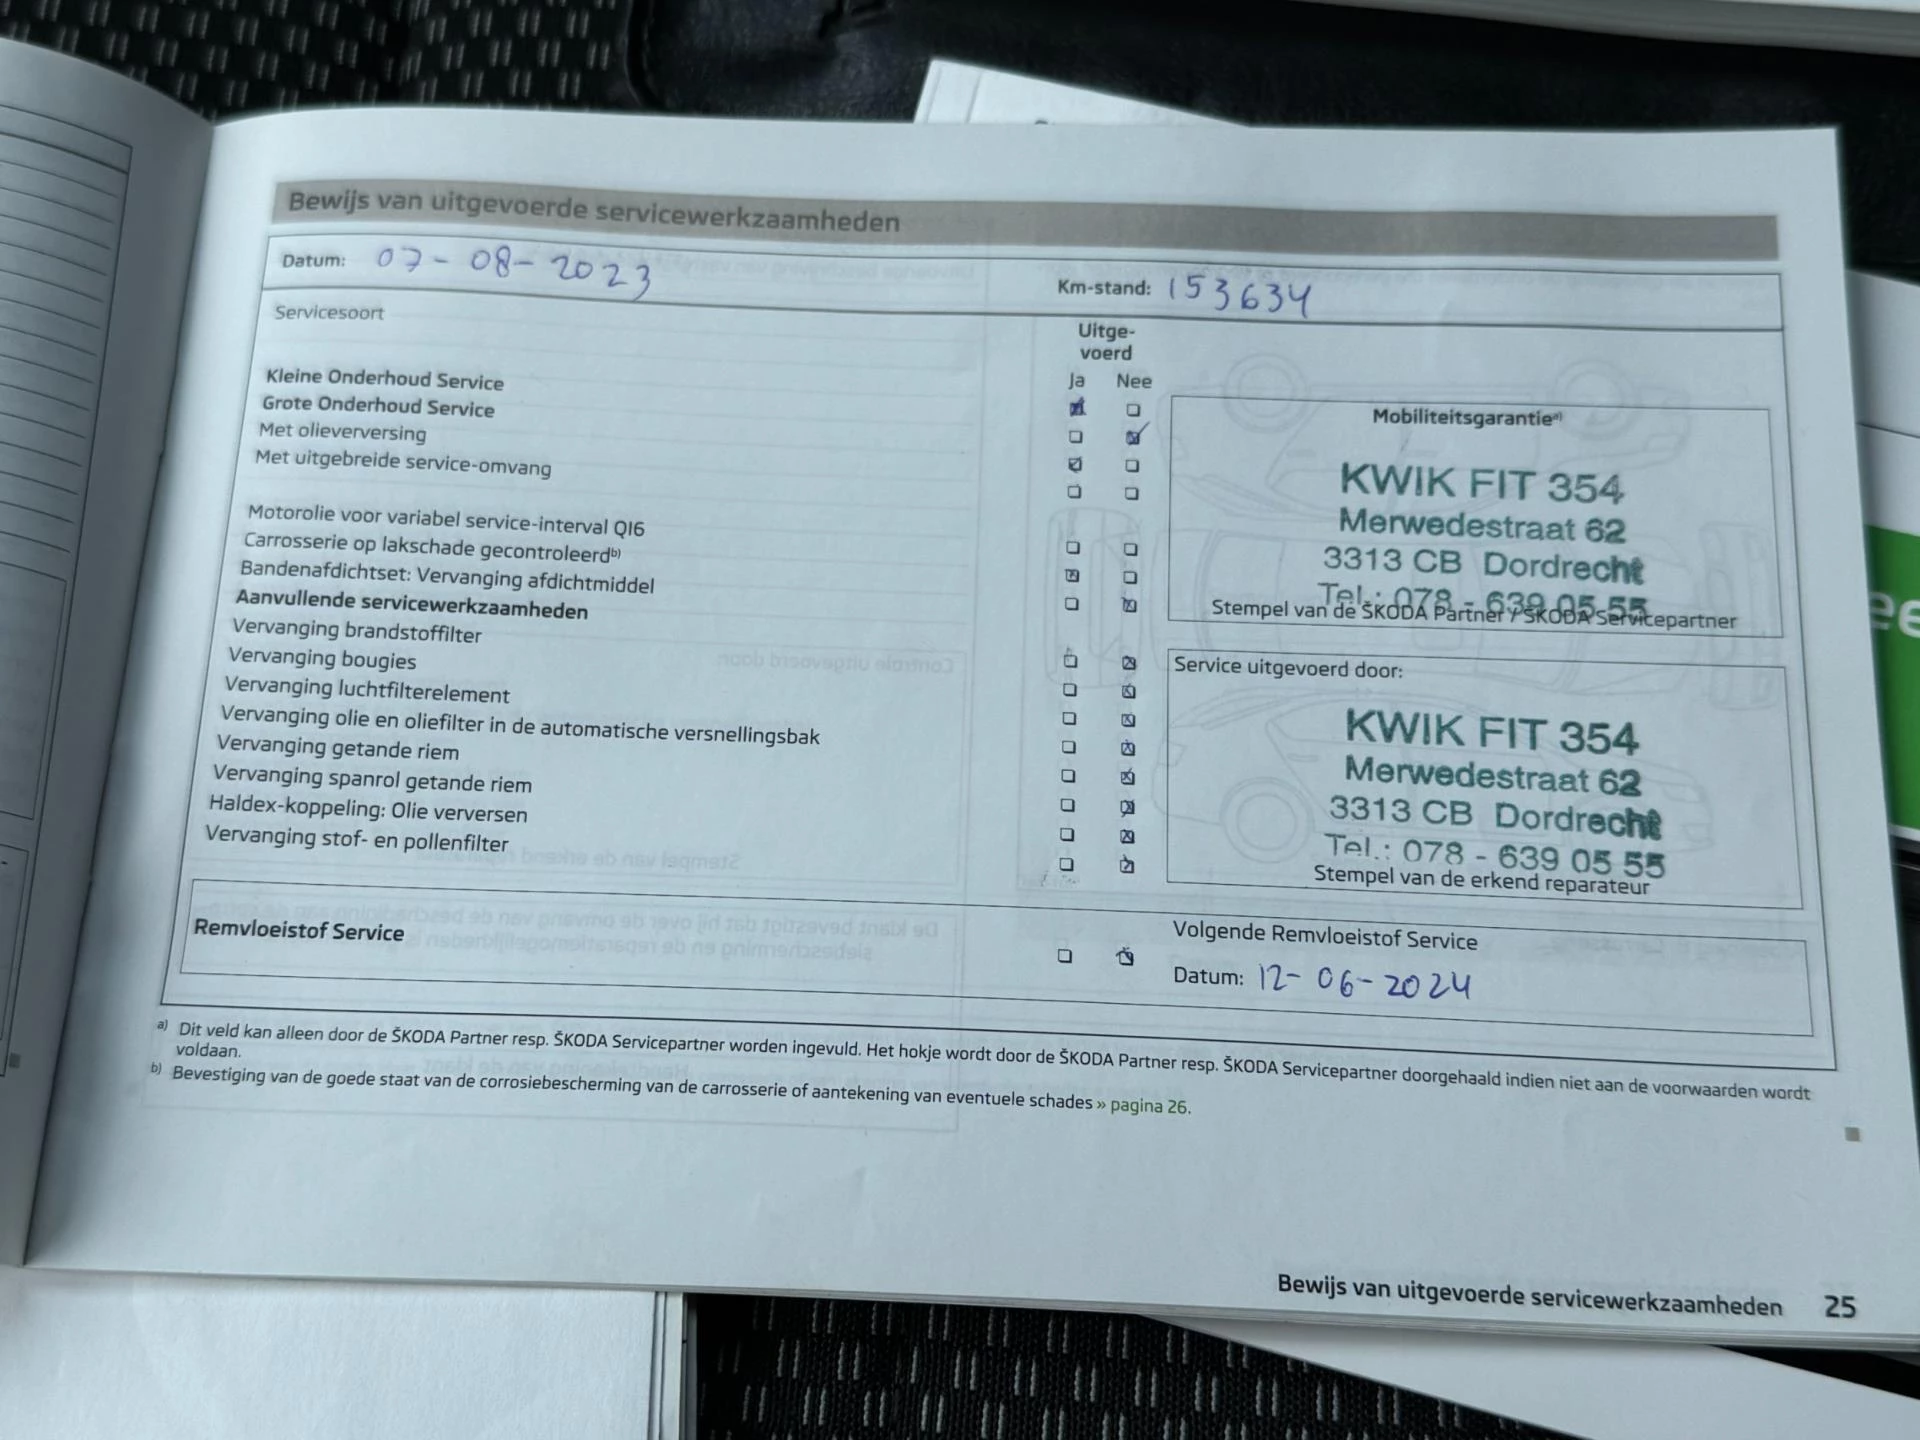 Bewijs van uitgevoerde servicewerkzaamheden
Datum: 07-08-2023
Km-stand: 153634
Servicesoort
Uitge-
voerd
Ja Nee
Kleine Onderhoud Service
Grote Onderhoud Service
Met olieverversing
Met uitgebreide service-omvang
Motorolie voor variabel service-interval QI6
Carrosserie op lakschade gecontroleerd b)
Bandenafdichtset: Vervanging afdichtmiddel
Aanvullende servicewerkzaamheden
Vervanging brandstoffilter
Vervanging bougies
Vervanging luchtfilterelement
Vervanging olie en oliefilter in de automatische versnellingsbak
Vervanging getande riem
Vervanging spanrol getande riem
Haldex-koppeling: Olie verversen
Vervanging stof- en pollenfilter
Mobiliteitsgarantie a)
KWIK FIT 354
Merwedestraat 62
3313 CB Dordrecht
Tel.: 078 - 639 05 55
Stempel van de ŠKODA Partner / ŠKODA Servicepartner
Service uitgevoerd door:
KWIK FIT 354
Merwedestraat 62
3313 CB Dordrecht
Tel.: 078 - 639 05 55
Stempel van de erkend reparateur
Remvloeistof Service
Volgende Remvloeistof Service
Datum: 12-06-2024
a) Dit veld kan alleen door de ŠKODA Partner resp. ŠKODA Servicepartner worden ingevuld. Het hokje wordt door de ŠKODA Partner resp. ŠKODA Servicepartner doorgehaald indien niet aan de voorwaarden wordt
voldaan.
b) Bevestiging van de goede staat van de corrosiebescherming van de carrosserie of aantekening van eventuele schades » pagina 26.
Bewijs van uitgevoerde servicewerkzaamheden 25